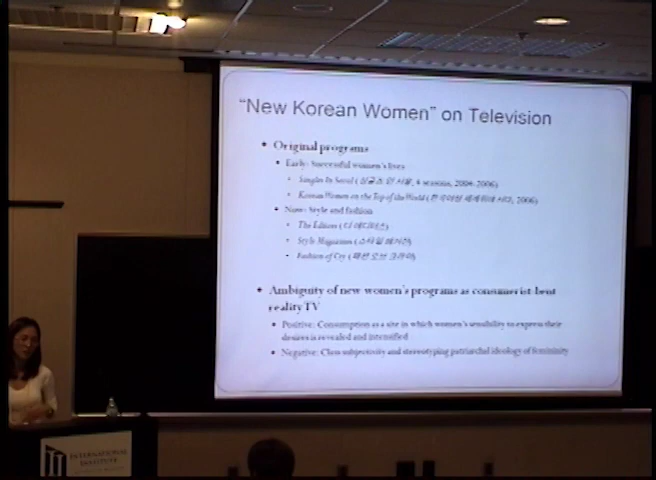 "New Korean Women" on Television
• Original programs
• Early: Successful women's lives
• Singles In Seoul (싱글즈 인 서울, 4 seasons, 2004-2006)
• Korean Women on the Top of the World (한국여성 세계위에 서다, 2006)
• Now: Style and fashion
• The Editors (디 에디터스)
• Style Magazine (스타일 매거진)
• Fashion of Cry (패션 오브 크라이)
• Ambiguity of new women's programs as consumerist-bent
reality TV
• Positive: Consumption as a site in which women's sensibility to express their
desires is revealed and intensified
• Negative: Class subjectivity and stereotyping patriarchal ideology of femininity
INTERNATIONAL
INSTITUTE